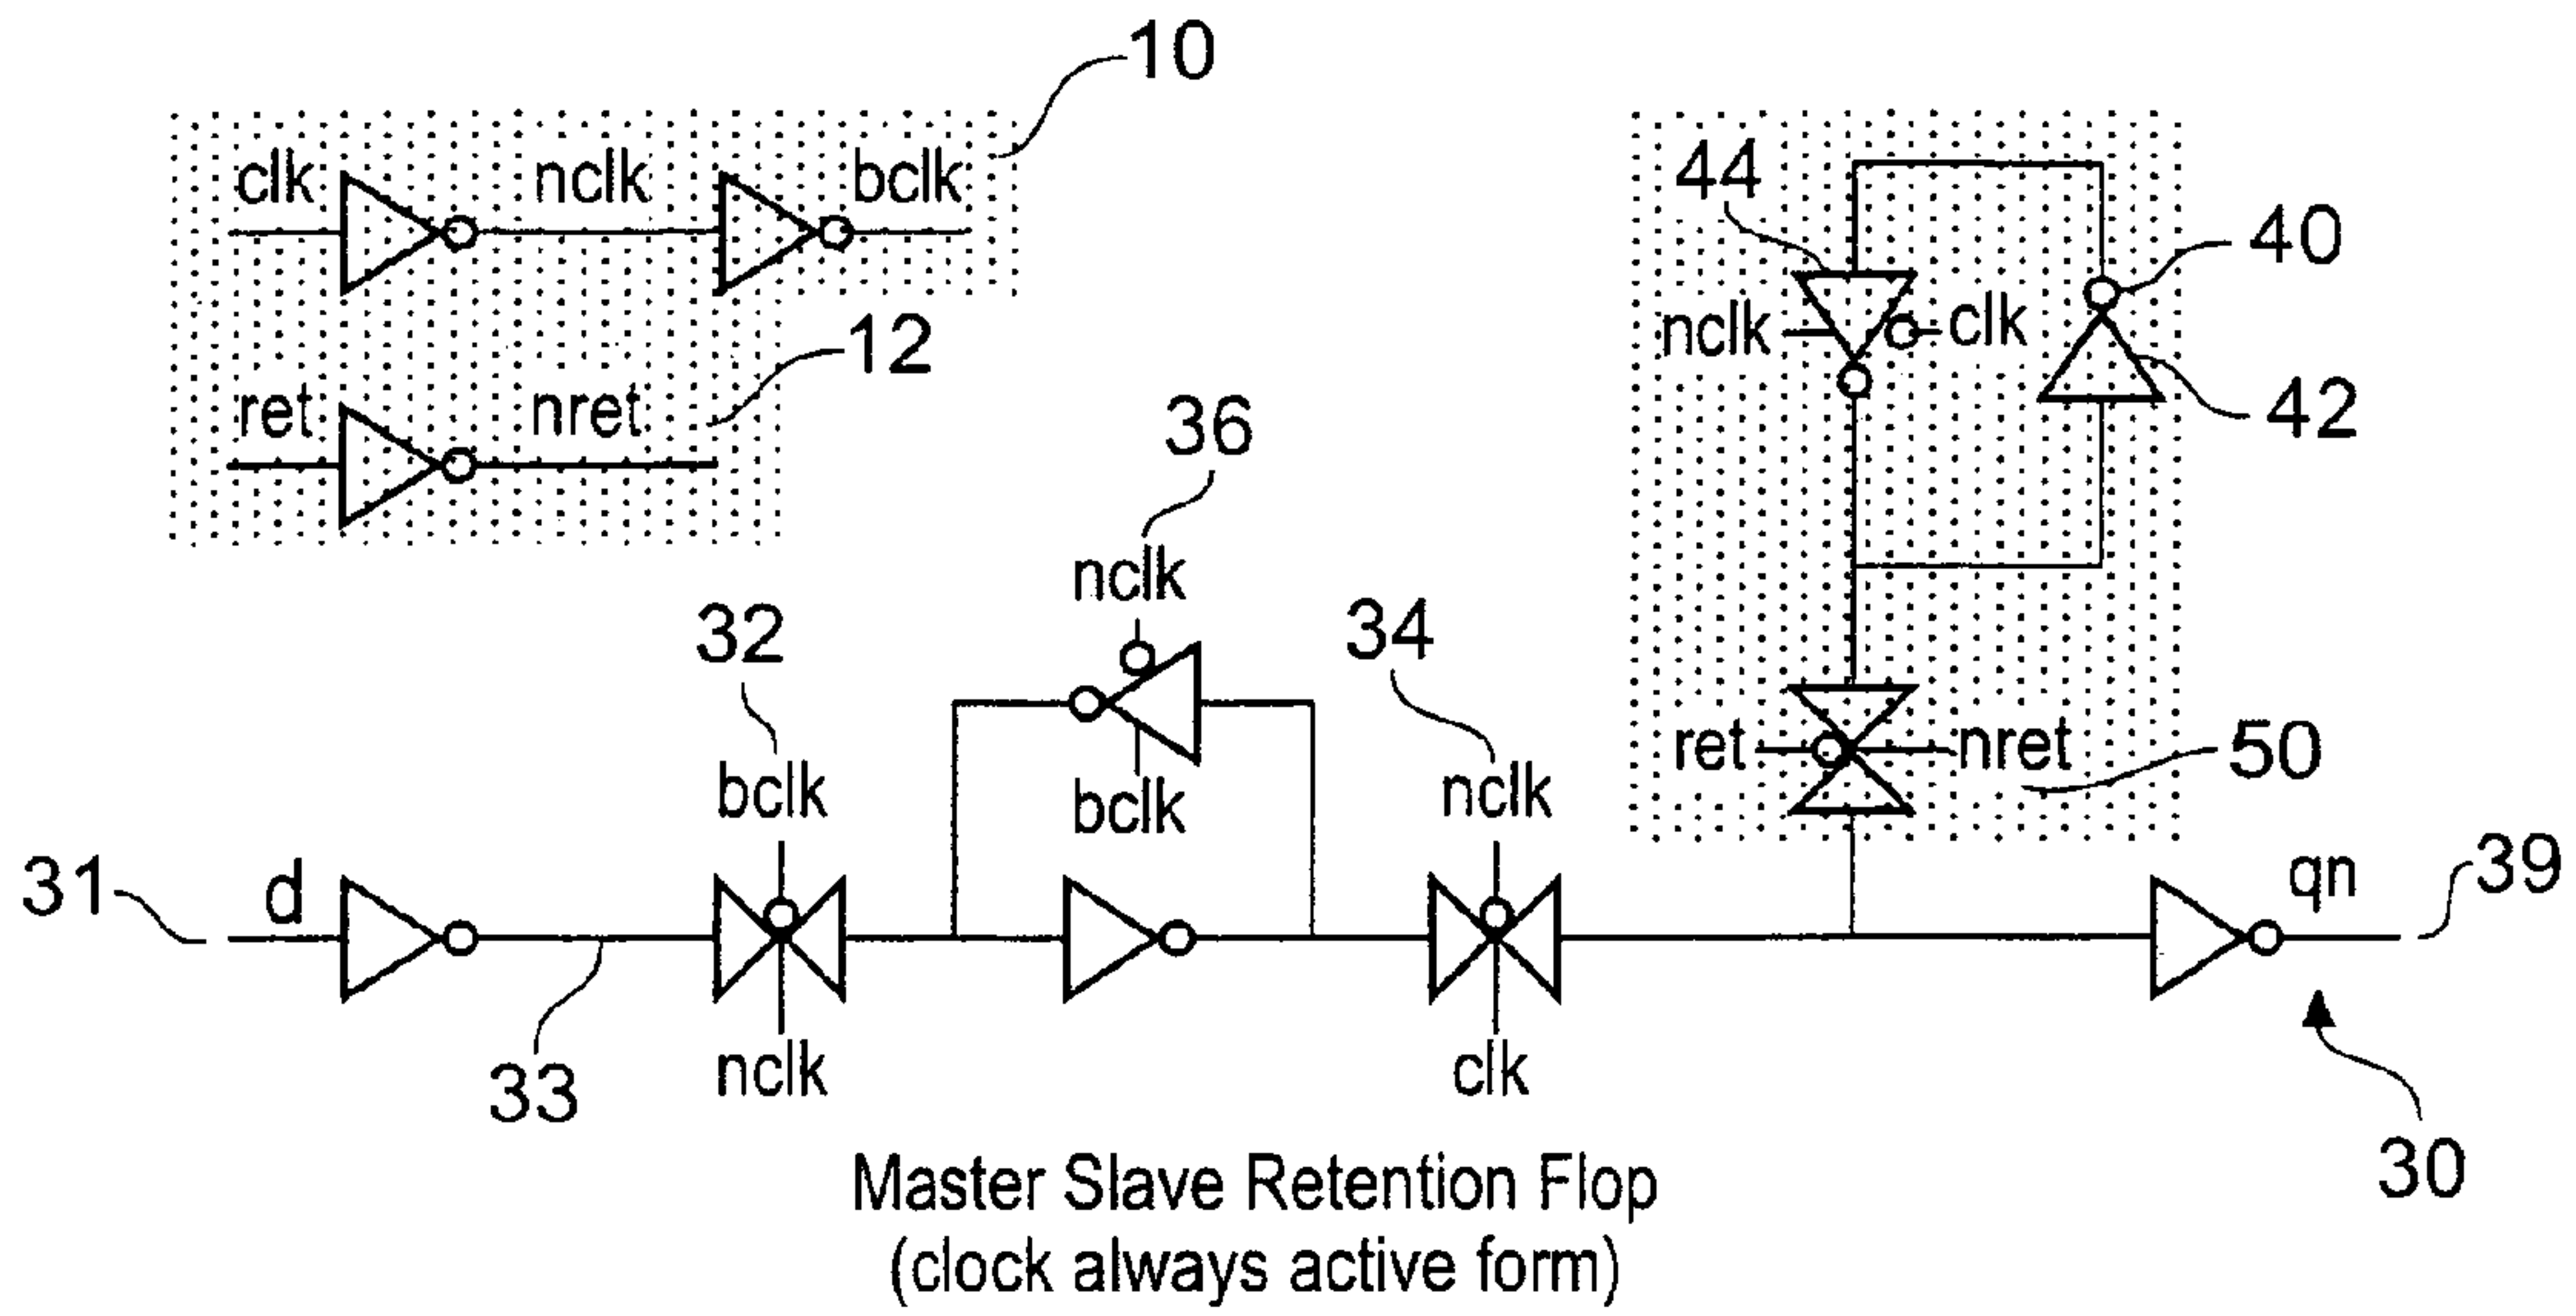 10
clk nclk bclk
44
40
nclk clk
12
ret nret
42
36
nclk
32
34
ret nret
50
bclk
bclk
nclk
31
d
qn
39
33
nclk
clk
30
Master Slave Retention Flop
(clock always active form)